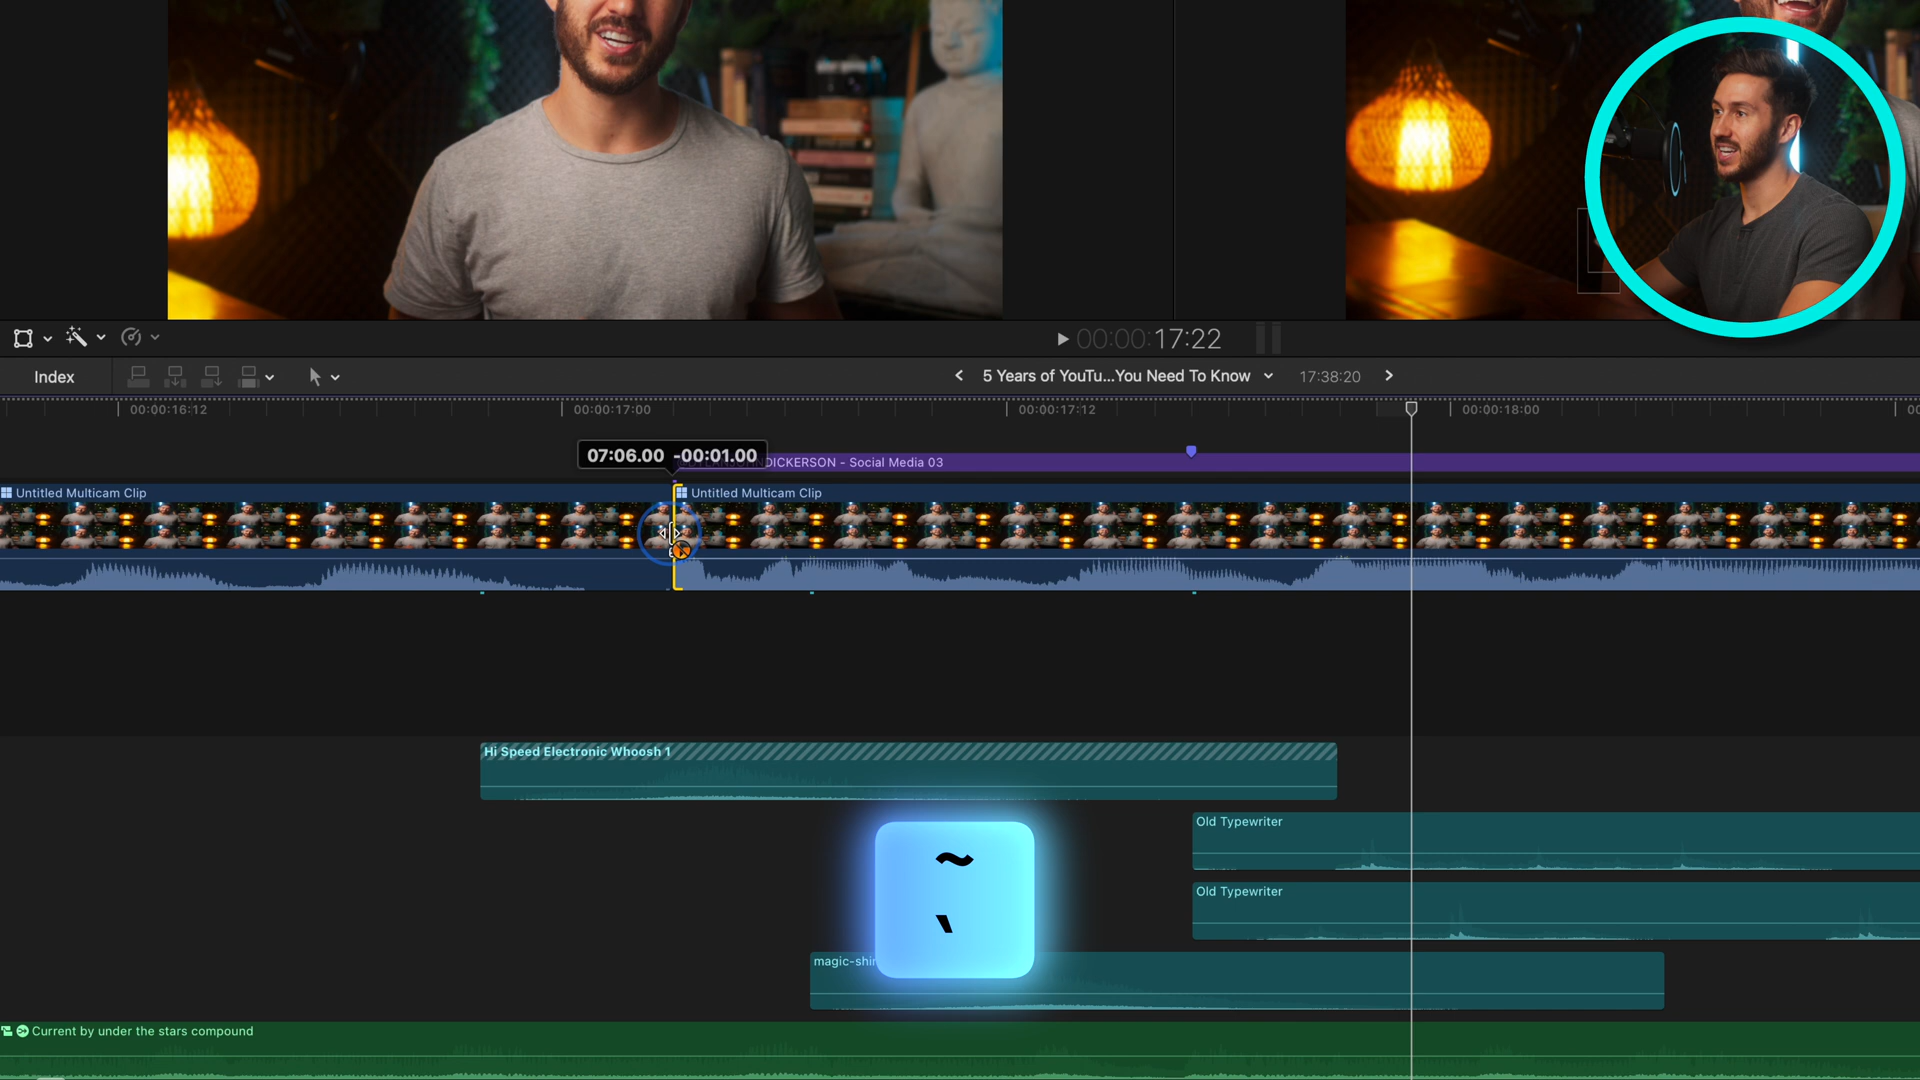 00:00:17:22
Index
5 Years of YouTu...You Need To Know
17:38:20
00:00:16:12
00:00:17:00
00:00:17:12
00:00:18:00
07:06.00 -00:01.00
DICKERSON - Social Media 03
Untitled Multicam Clip
Untitled Multicam Clip
Hi Speed Electronic Whoosh 1
Old Typewriter
~
`
Old Typewriter
magic-shi
Current by under the stars compound